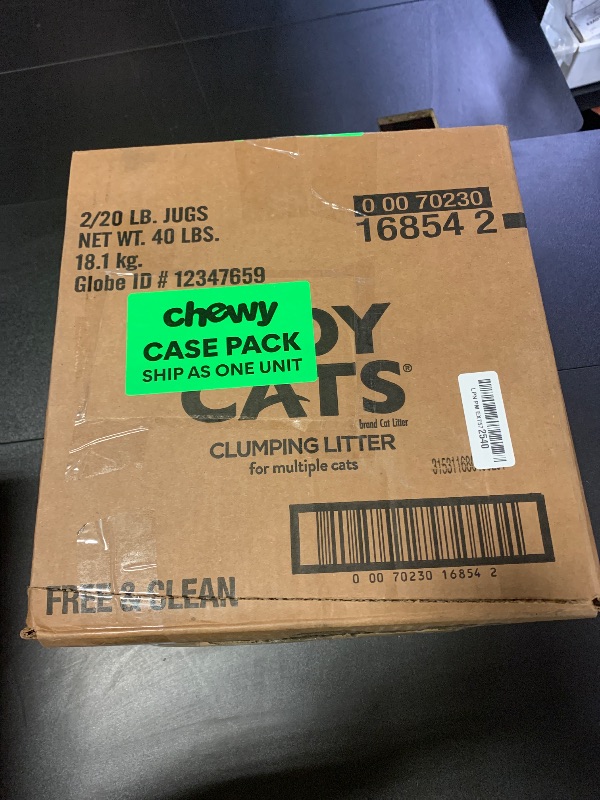 2/20 LB. JUGS
NET WT. 40 LBS.
18.1 kg.
Globe ID # 12347659
0 00 70230
16854 2
chewy
CASE PACK
SHIP AS ONE UNIT
DY
CATS®
brand Cat Litter
CLUMPING LITTER
for multiple cats
2540
0 00 70230 16854 2
FREE & CLEAN